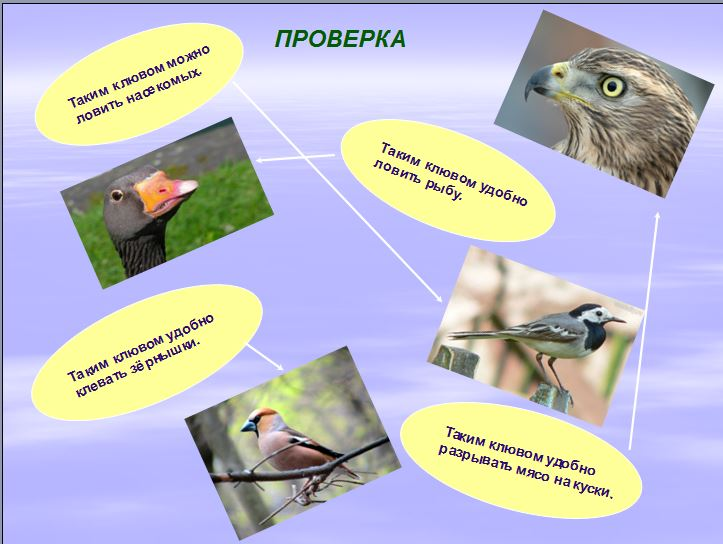 ПРОВЕРКА
Таким клювом можно
ловить насекомых.
Таким клювом удобно
ловить рыбу.
Таким клювом удобно
клевать зёрнышки.
Таким клювом удобно
разрывать мясо на куски.